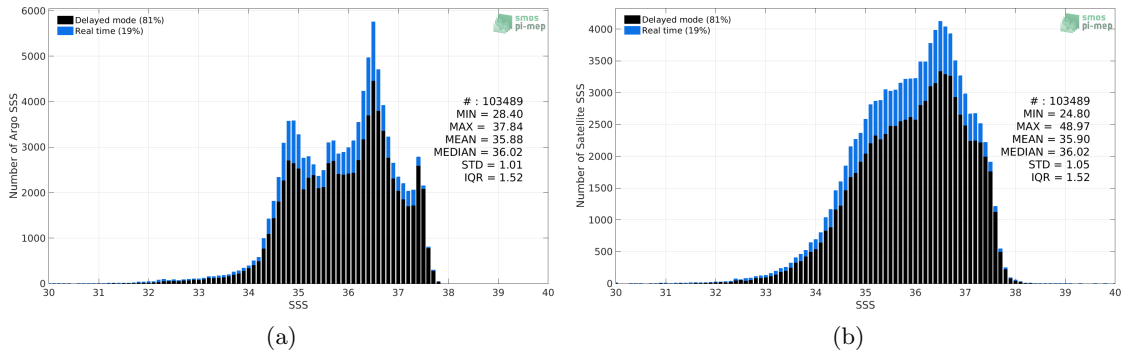 Delayed mode (81%)
Real time (19%)
smos
pi-mep
Number of Argo SSS
6000
5000
4000
3000
2000
1000
0
# : 103489
MIN = 28.40
MAX = 37.84
MEAN = 35.88
MEDIAN = 36.02
STD = 1.01
IQR = 1.52
30 31 32 33 34 35 36 37 38 39 40
SSS
(a)
Delayed mode (81%)
Real time (19%)
smos
pi-mep
Number of Satellite SSS
4000
3500
3000
2500
2000
1500
1000
500
0
# : 103489
MIN = 24.80
MAX = 48.97
MEAN = 35.90
MEDIAN = 36.02
STD = 1.05
IQR = 1.52
30 31 32 33 34 35 36 37 38 39 40
SSS
(b)